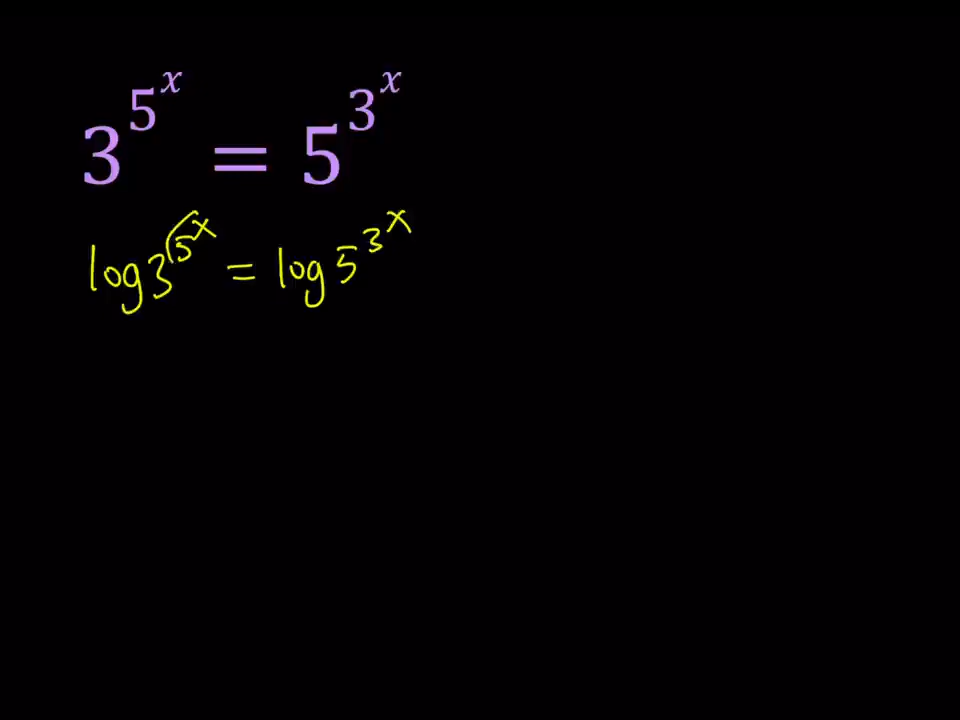 3^{5^x} = 5^{3^x}
log 3^{(5^x} = log 5^{3^x}